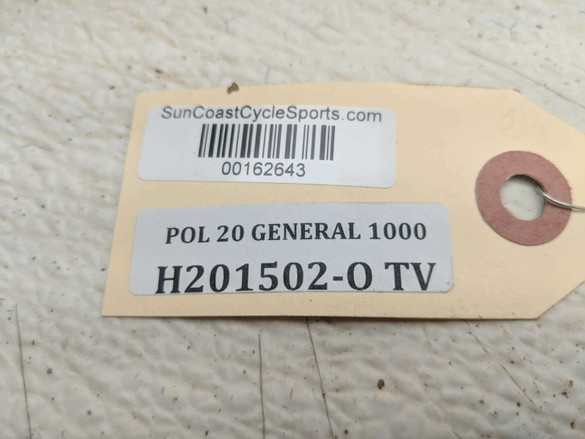 SunCoastCycleSports.com
00162643
POL 20 GENERAL 1000
H201502-O TV